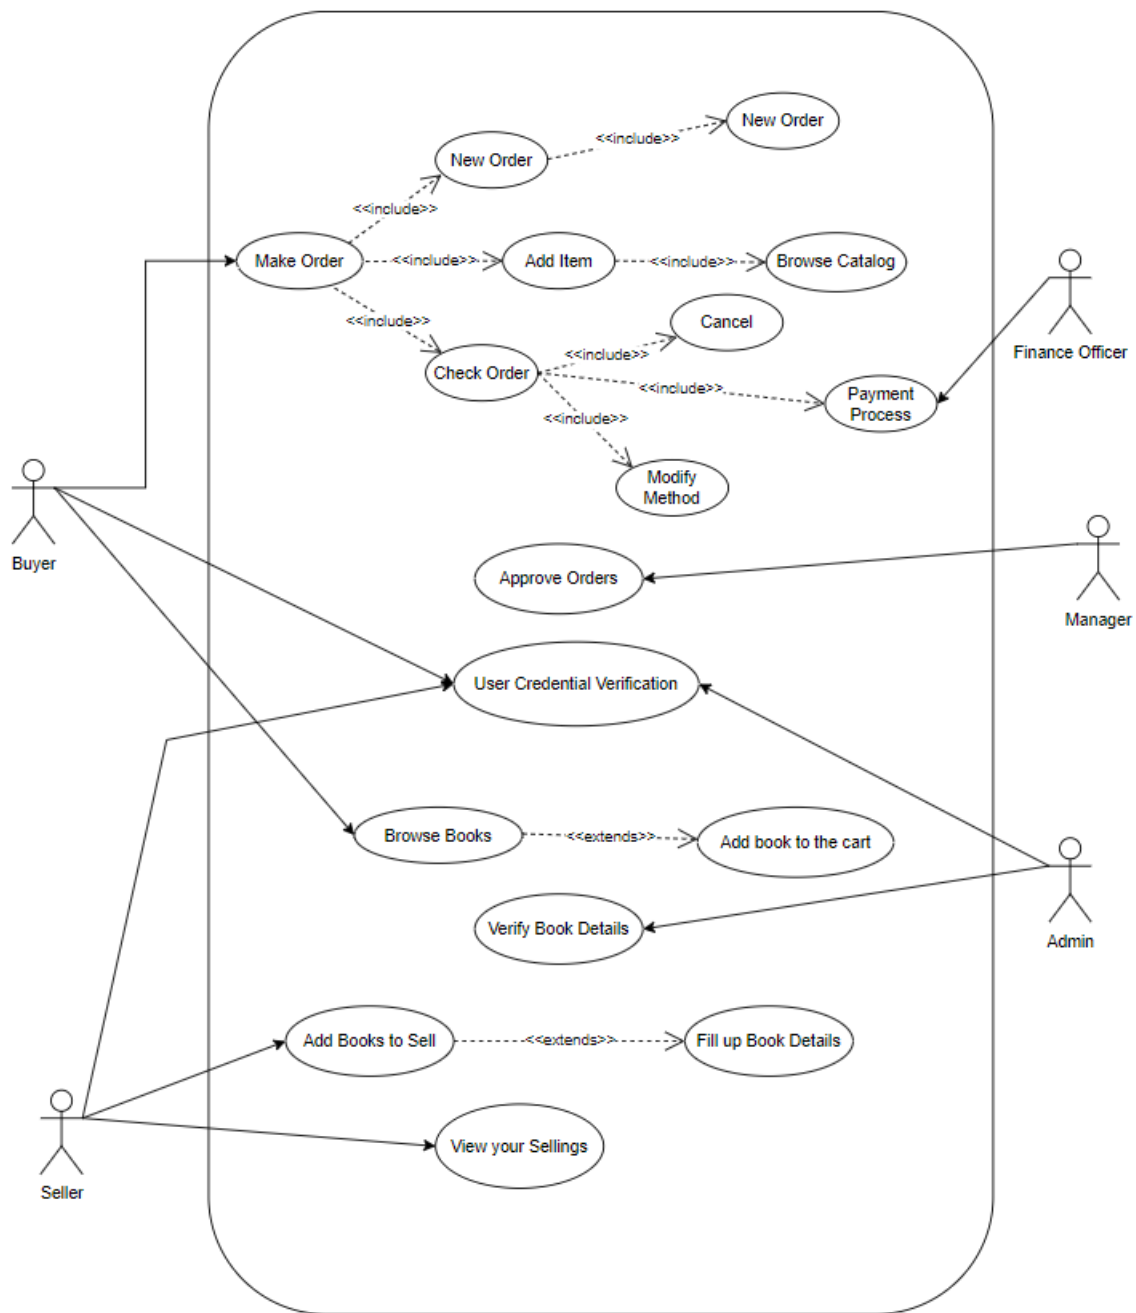 New Order
<<include>>
New Order
<<include>>
Make Order
<<include>>
Add Item
<<include>>
Browse Catalog
<<include>>
Cancel
Finance Officer
Check Order
<<include>>
<<include>>
Payment
Process
<<include>>
Modify
Method
Buyer
Approve Orders
Manager
User Credential Verification
Browse Books
<<extends>>
Add book to the cart
Verify Book Details
Admin
Add Books to Sell
<<extends>>
Fill up Book Details
View your Sellings
Seller